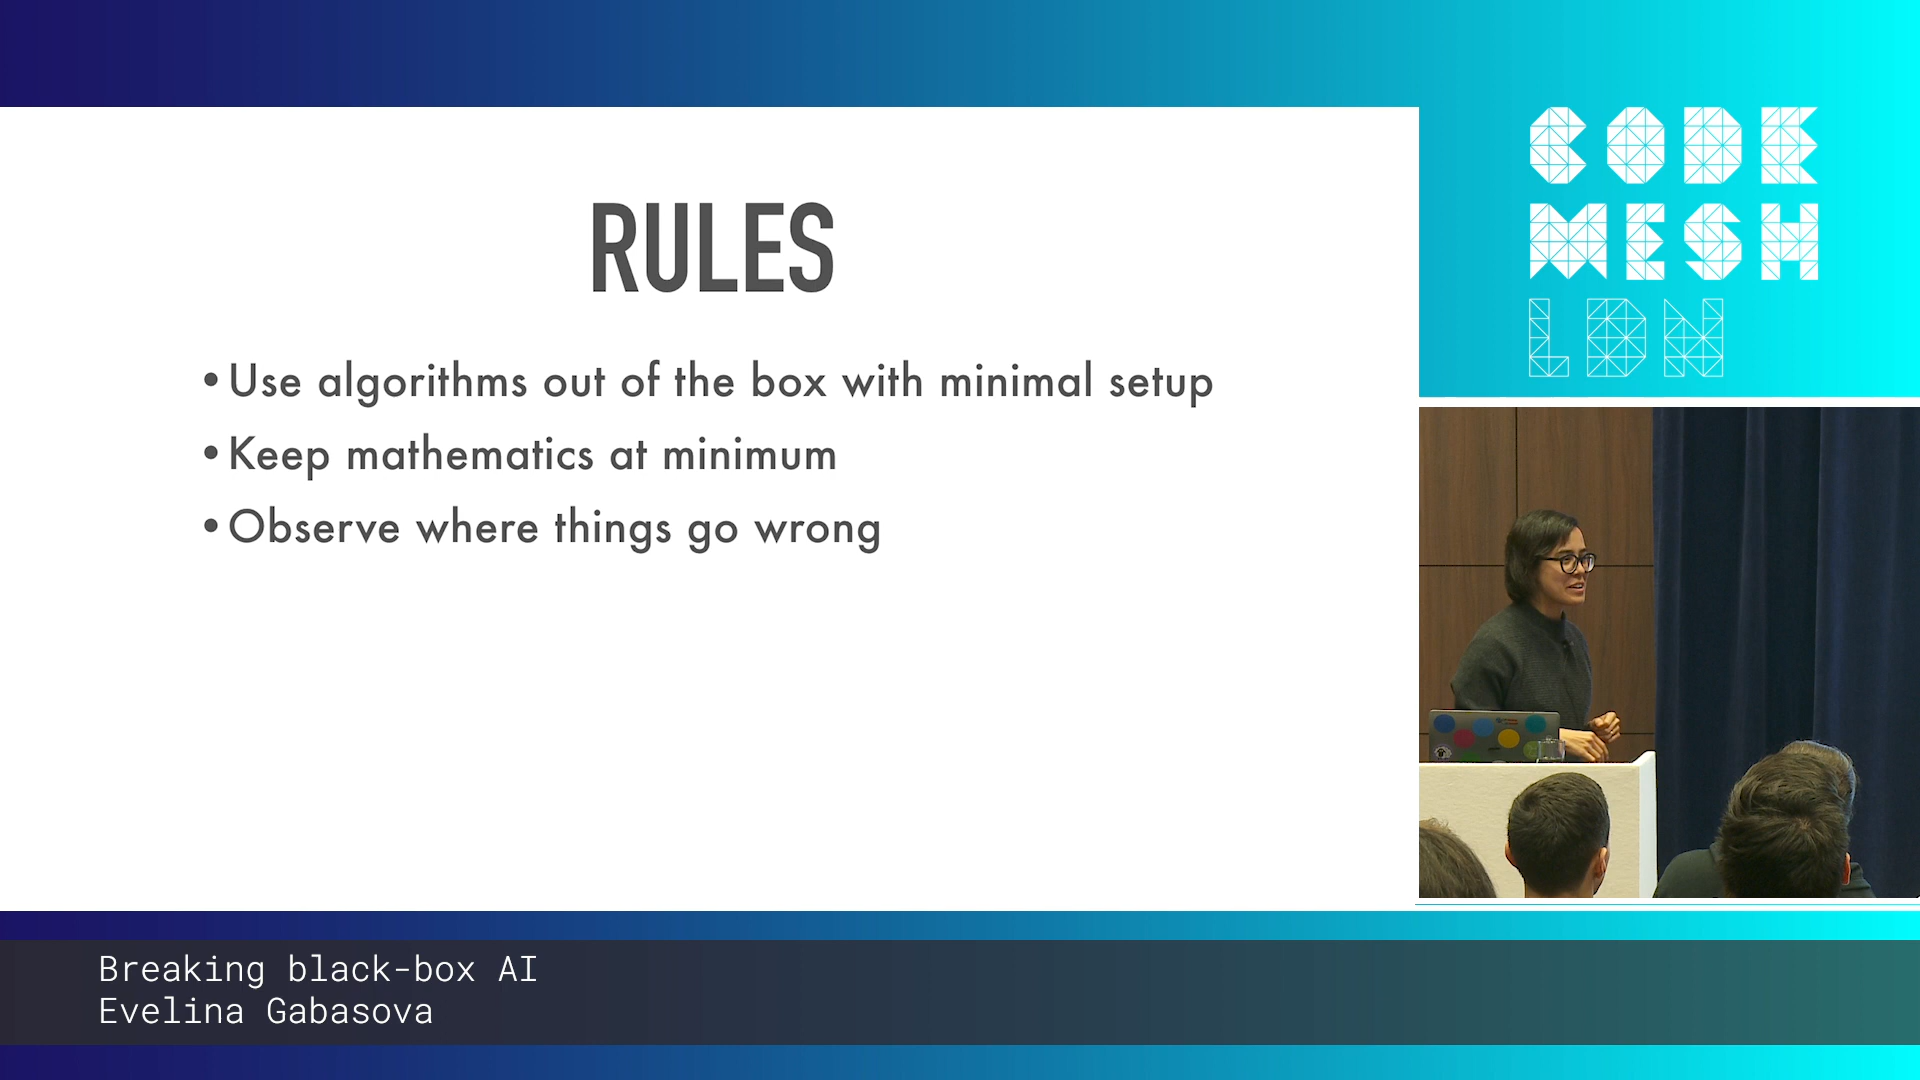 RULES
•Use algorithms out of the box with minimal setup
•Keep mathematics at minimum
•Observe where things go wrong
CODE
MESH
LDN
Breaking black-box AI
Evelina Gabasova